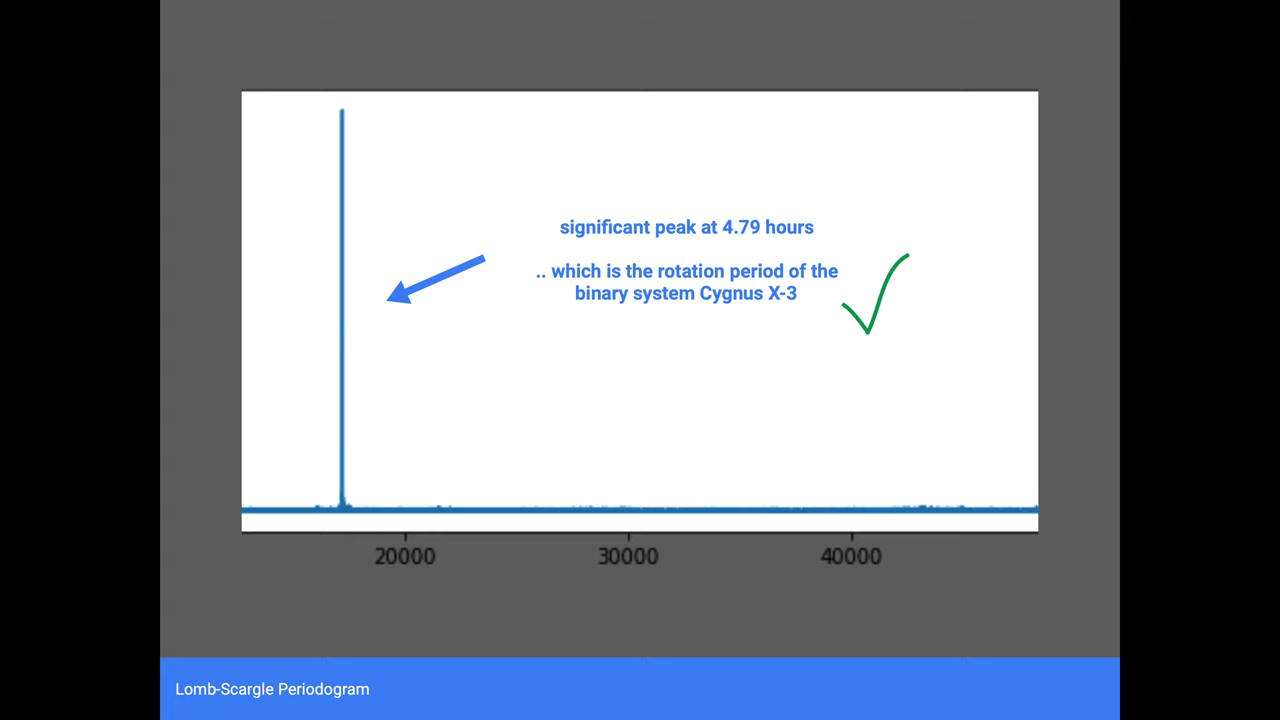 significant peak at 4.79 hours
.. which is the rotation period of the
binary system Cygnus X-3
20000 30000 40000
Lomb-Scargle Periodogram